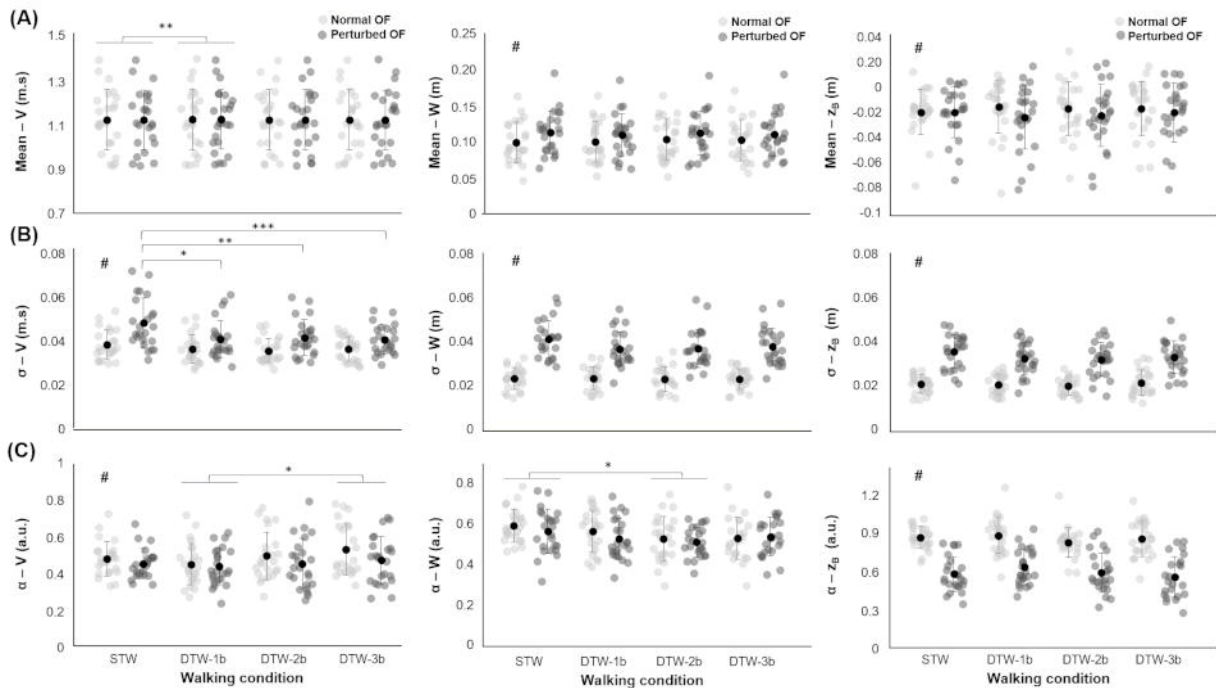 (A)
**
Normal OF
Perturbed OF
Mean – V (m.s)
1.5
1.3
1.1
0.9
0.7
#
Normal OF
Perturbed OF
Mean – W (m)
0.25
0.20
0.15
0.10
0.05
0
#
Normal OF
Perturbed OF
Mean – zB (m)
0.04
0.02
0
-0.02
-0.04
-0.06
-0.08
-0.1
(B)
***
**
*
#
σ – V (m.s)
0.08
0.06
0.04
0.02
0
#
σ – W (m)
0.08
0.06
0.04
0.02
0
#
σ – zB (m)
0.08
0.06
0.04
0.02
0
(C)
#
*
α – V (a.u.)
1
0.8
0.6
0.4
0.2
0
STW DTW-1b DTW-2b DTW-3b
Walking condition
*
α – W (a.u.)
0.8
0.6
0.4
0.2
0
STW DTW-1b DTW-2b DTW-3b
Walking condition
#
α – zB (a.u.)
1.2
0.9
0.6
0.3
0
STW DTW-1b DTW-2b DTW-3b
Walking condition